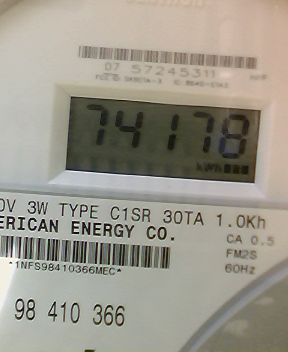 07 57245311
74178
kWh
0V 3W TYPE C1SR 30TA 1.0Kh
ERICAN ENERGY CO.
CA 0.5
FM2S
60Hz
*1NFS98410366MEC*
98 410 366